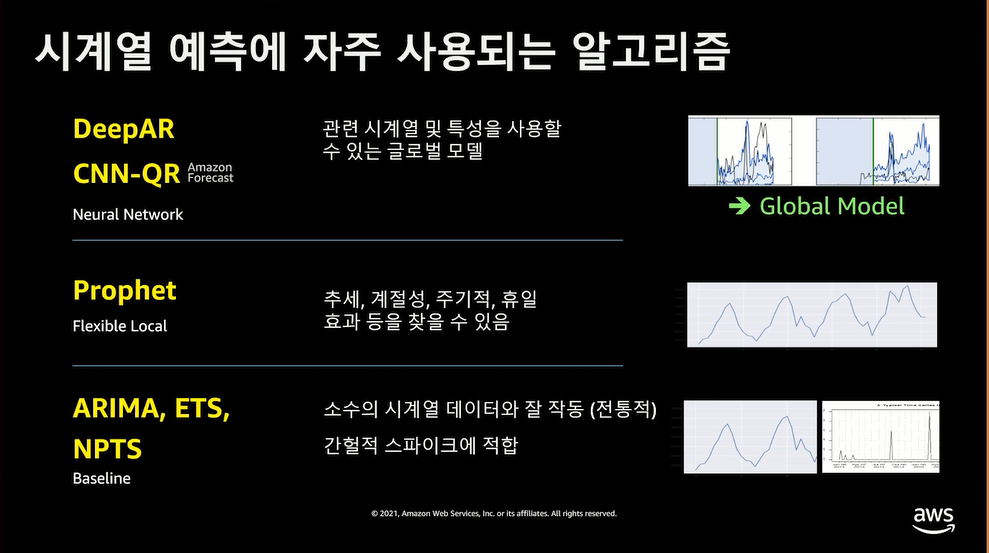 시계열 예측에 자주 사용되는 알고리즘
DeepAR
CNN-QR Amazon Forecast
Neural Network
관련 시계열 및 특성을 사용할
수 있는 글로벌 모델
➔ Global Model
Prophet
Flexible Local
추세, 계절성, 주기적, 휴일
효과 등을 찾을 수 있음
ARIMA, ETS,
NPTS
Baseline
소수의 시계열 데이터와 잘 작동 (전통적)
간헐적 스파이크에 적합
© 2021, Amazon Web Services, Inc. or its affiliates. All rights reserved.
aws